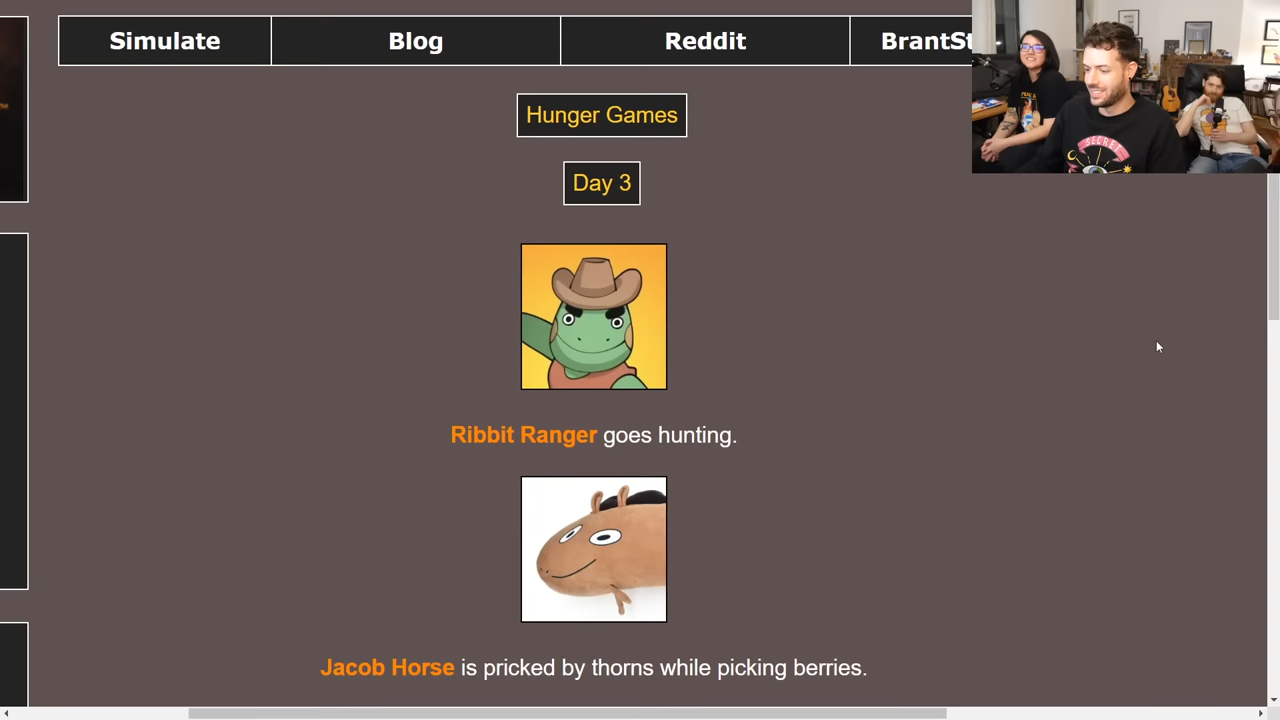 Simulate
Blog
Reddit
BrantSt
Hunger Games
Day 3
Ribbit Ranger goes hunting.
Jacob Horse is pricked by thorns while picking berries.
SECRET